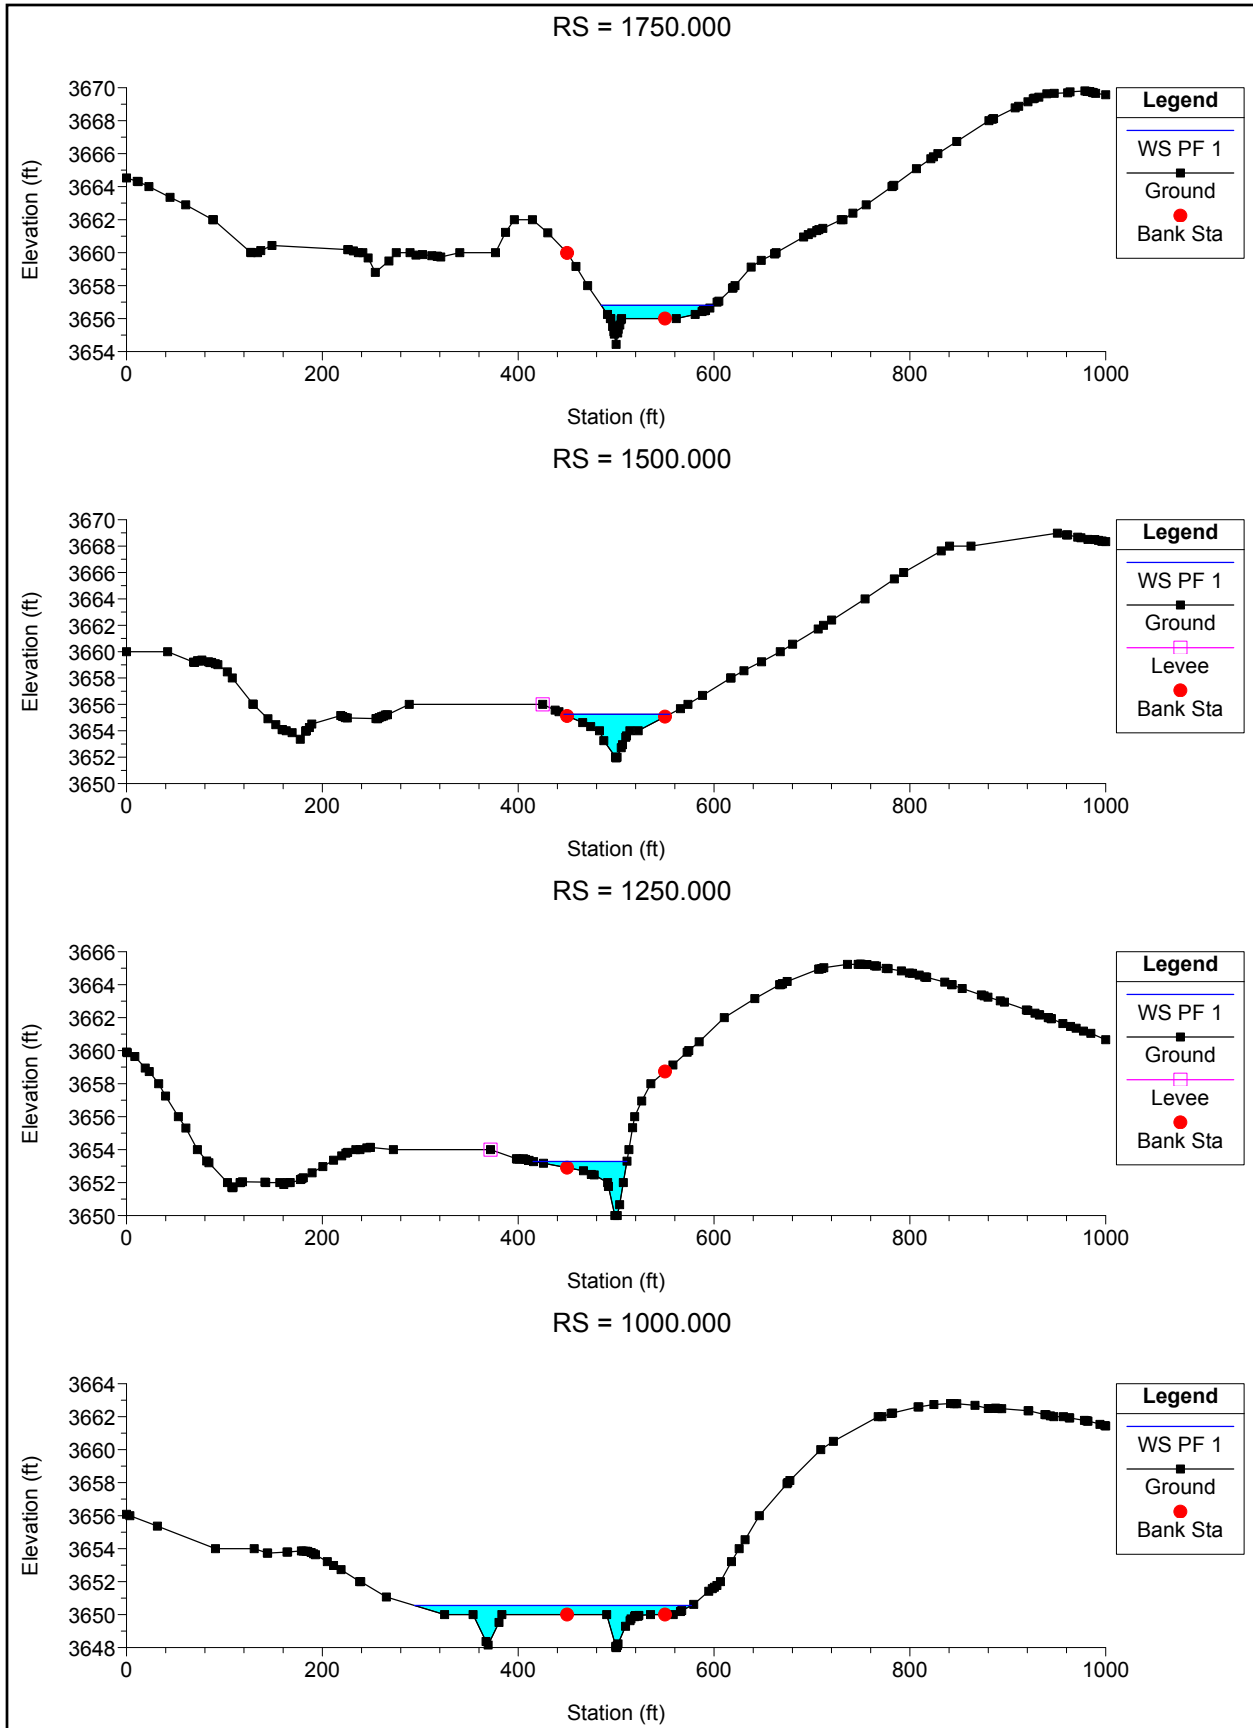 RS = 1750.000
3670
3668
3666
3664
3662
3660
3658
3656
3654
Elevation (ft)
0 200 400 600 800 1000
Station (ft)
Legend
WS PF 1
Ground
Bank Sta
RS = 1500.000
3670
3668
3666
3664
3662
3660
3658
3656
3654
3652
3650
Elevation (ft)
0 200 400 600 800 1000
Station (ft)
Legend
WS PF 1
Ground
Levee
Bank Sta
RS = 1250.000
3666
3664
3662
3660
3658
3656
3654
3652
3650
Elevation (ft)
0 200 400 600 800 1000
Station (ft)
Legend
WS PF 1
Ground
Levee
Bank Sta
RS = 1000.000
3664
3662
3660
3658
3656
3654
3652
3650
3648
Elevation (ft)
0 200 400 600 800 1000
Station (ft)
Legend
WS PF 1
Ground
Bank Sta